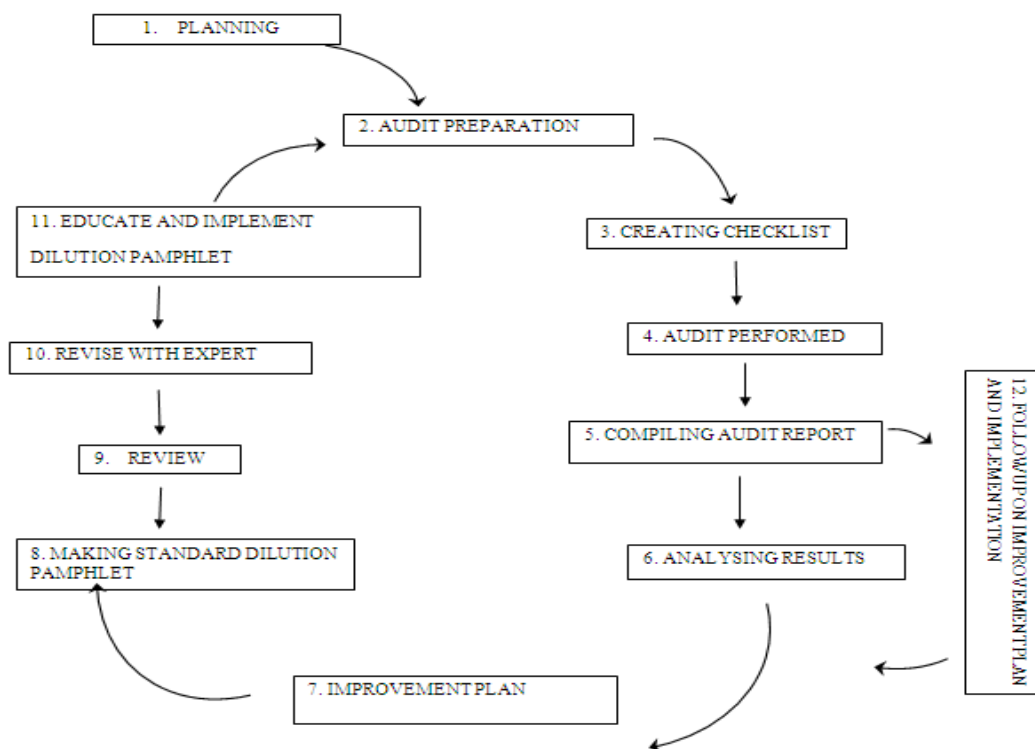 1. PLANNING
2. AUDIT PREPARATION
3. CREATING CHECKLIST
4. AUDIT PERFORMED
5. COMPILING AUDIT REPORT
6. ANALYSING RESULTS
7. IMPROVEMENT PLAN
8. MAKING STANDARD DILUTION
PAMPHLET
9. REVIEW
10. REVISE WITH EXPERT
11. EDUCATE AND IMPLEMENT
DILUTION PAMPHLET
12. FOLLOW UP ON IMPROVEMENT PLAN
AND IMPLEMENTATION